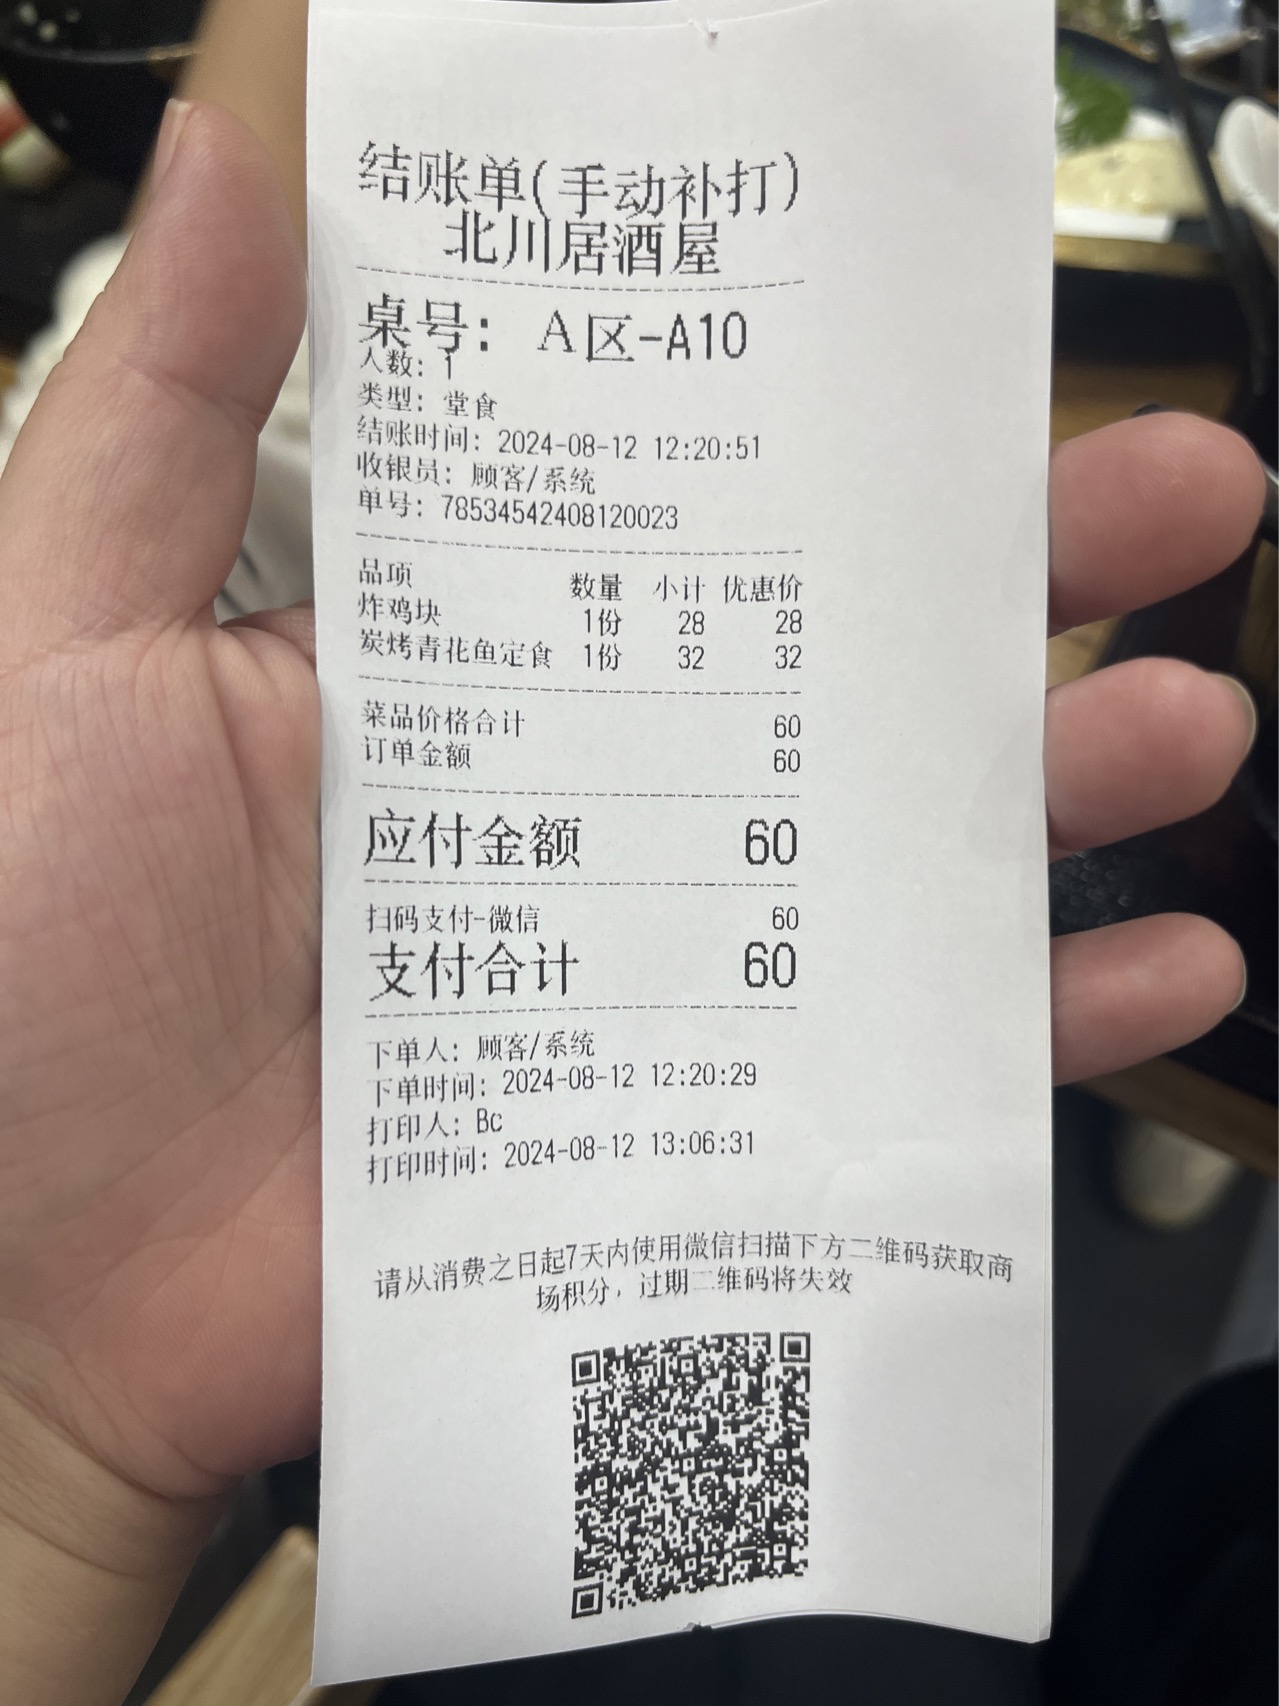 结账单(手动补打)
北川居酒屋
桌号: A区-A10
人数: 1
类型: 堂食
结账时间: 2024-08-12 12:20:51
收银员: 顾客/系统
单号: 78534542408120023
品项 数量 小计 优惠价
炸鸡块 1份 28 28
炭烤青花鱼定食 1份 32 32
菜品价格合计 60
订单金额 60
应付金额 60
扫码支付-微信 60
支付合计 60
下单人: 顾客/系统
下单时间: 2024-08-12 12:20:29
打印人: Bc
打印时间: 2024-08-12 13:06:31
请从消费之日起7天内使用微信扫描下方二维码获取商
场积分，过期二维码将失效